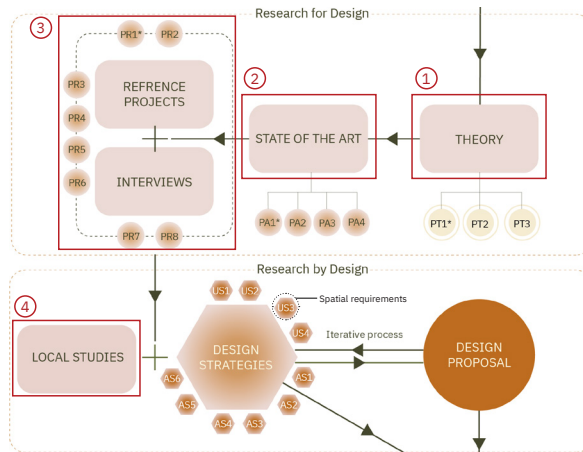 Research for Design
3
PR1*
PR2
PR3
PR4
PR5
PR6
PR7
PR8
REFRENCE
PROJECTS
INTERVIEWS
2
STATE OF THE ART
PA1*
PA2
PA3
PA4
1
THEORY
PT1*
PT2
PT3
Research by Design
4
LOCAL STUDIES
US1
US2
US3
US4
Spatial requirements
DESIGN
STRATEGIES
AS1
AS2
AS3
AS4
AS5
AS6
Iterative process
DESIGN
PROPOSAL